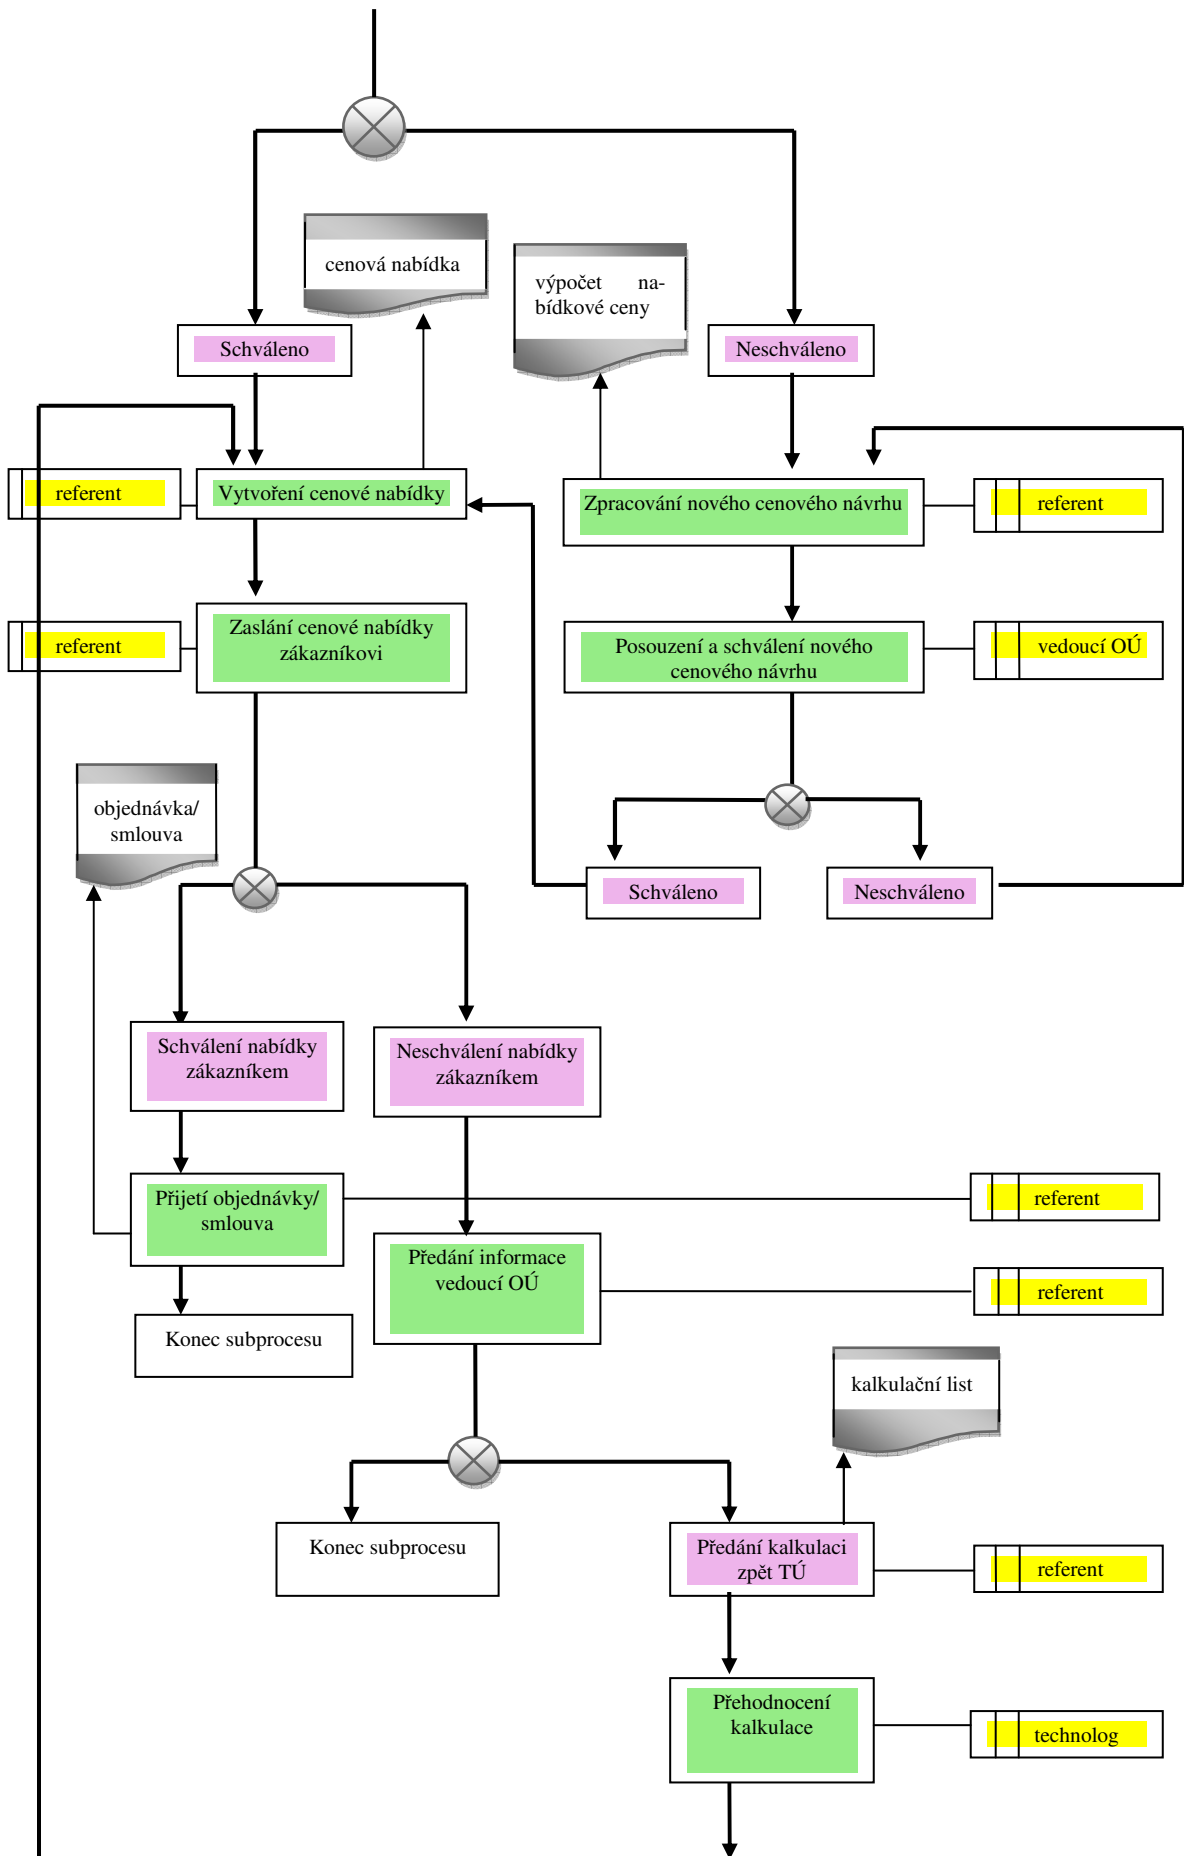 cenová nabídka
výpočet na-
bídkové ceny
Schváleno
Neschváleno
referent
Vytvoření cenové nabídky
Zpracování nového cenového návrhu
referent
referent
Zaslání cenové nabídky
zákazníkovi
Posouzení a schválení nového
cenového návrhu
vedoucí OÚ
objednávka/
smlouva
Schváleno
Neschváleno
Schválení nabídky
zákazníkem
Neschválení nabídky
zákazníkem
Přijetí objednávky/
smlouva
referent
Předání informace
vedoucí OÚ
referent
Konec subprocesu
kalkulační list
Konec subprocesu
Předání kalkulaci
zpět TÚ
referent
Přehodnocení
kalkulace
technolog